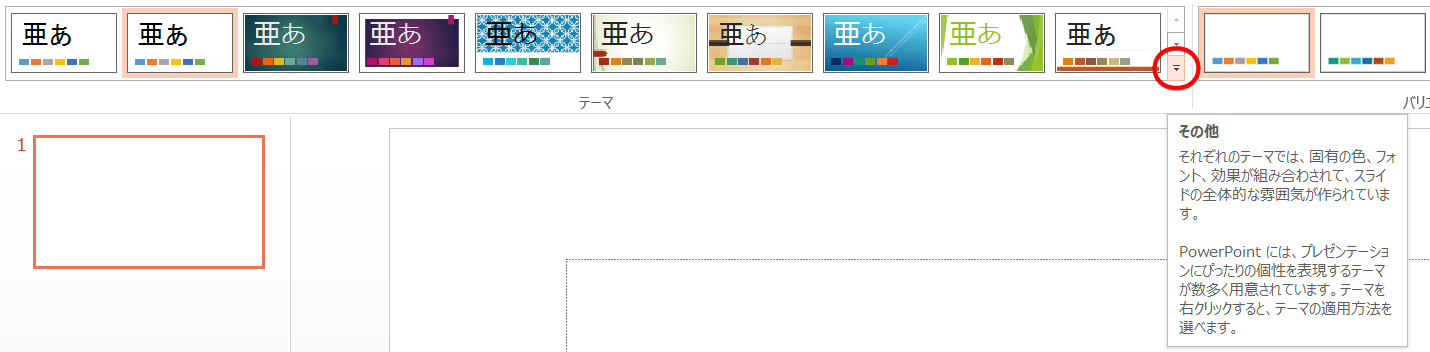 亜あ 亜あ 亜あ 亜あ 亜あ 亜あ 亜あ 亜あ 亜あ 亜あ
テーマ
バリエ
1
その他
それぞれのテーマでは、固有の色、フォ
ント、効果が組み合わされて、スライ
ドの全体的な雰囲気が作られていま
す。
PowerPoint には、プレゼンテーショ
ンにぴったりの個性を表現するテーマ
が数多く用意されています。テーマを
右クリックすると、テーマの適用方法を
選べます。